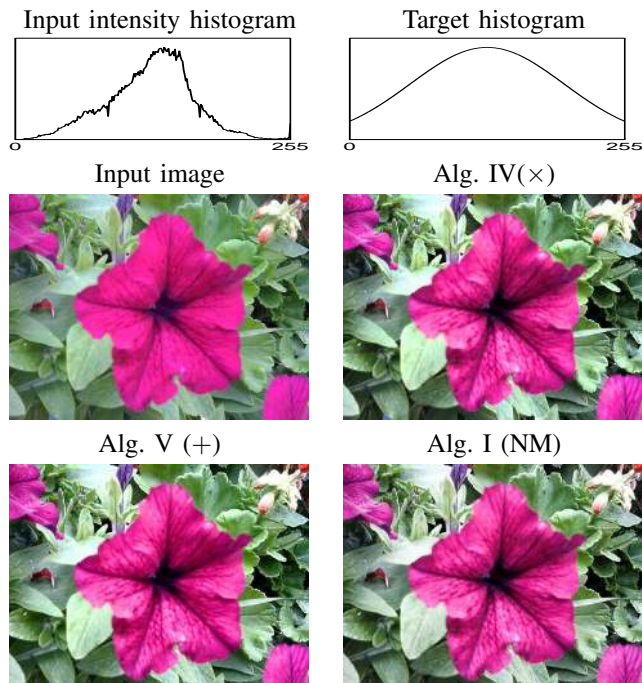 Input intensity histogram
Target histogram
0 255
0 255
Input image
Alg. IV(×)
Alg. V (+)
Alg. I (NM)